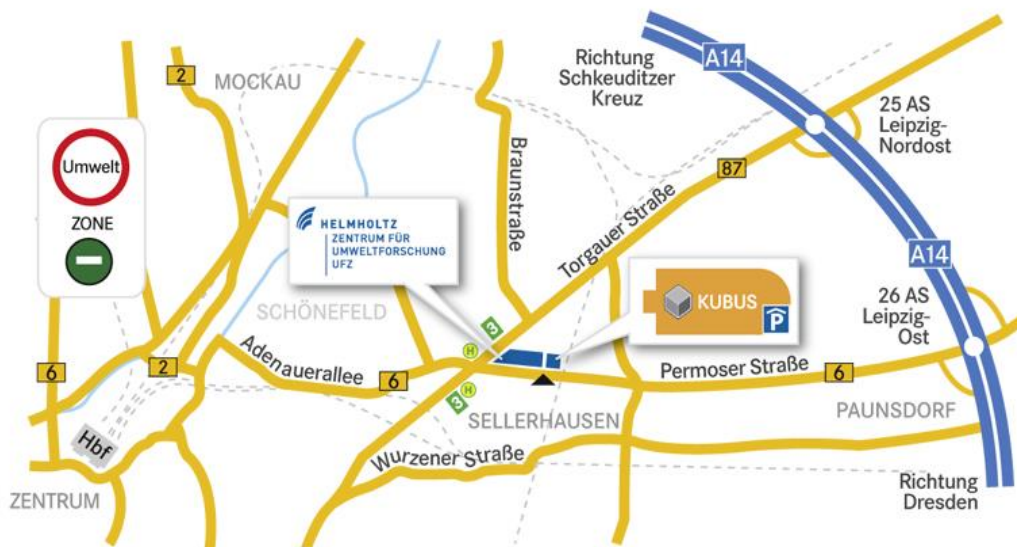 A14
Richtung
Schkeuditzer
Kreuz
2
MOCKAU
25 AS
Leipzig-
Nordost
Umwelt
ZONE
Braunstraße
87
Torgauer Straße
HELMHOLTZ
ZENTRUM FÜR
UMWELTFORSCHUNG
UFZ
A14
KUBUS
P
26 AS
Leipzig-
Ost
SCHÖNEFELD
3
H
Adenauerallee
6
2
6
Permoser Straße
6
H
3
SELLERHAUSEN
PAUNSDORF
Hbf
Wurzener Straße
ZENTRUM
Richtung
Dresden